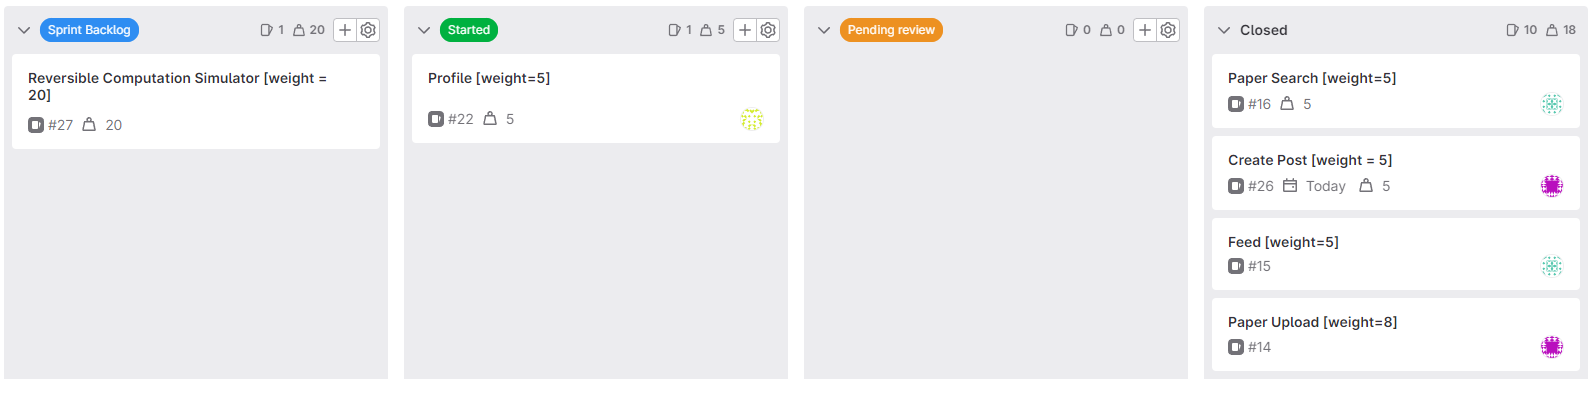 Sprint Backlog 1 20
Reversible Computation Simulator [weight =
20]
#27 20
Started 1 5
Profile [weight=5]
#22 5
Pending review 0 0
Closed 10 18
Paper Search [weight=5]
#16 5
Create Post [weight = 5]
#26 Today 5
Feed [weight=5]
#15
Paper Upload [weight=8]
#14